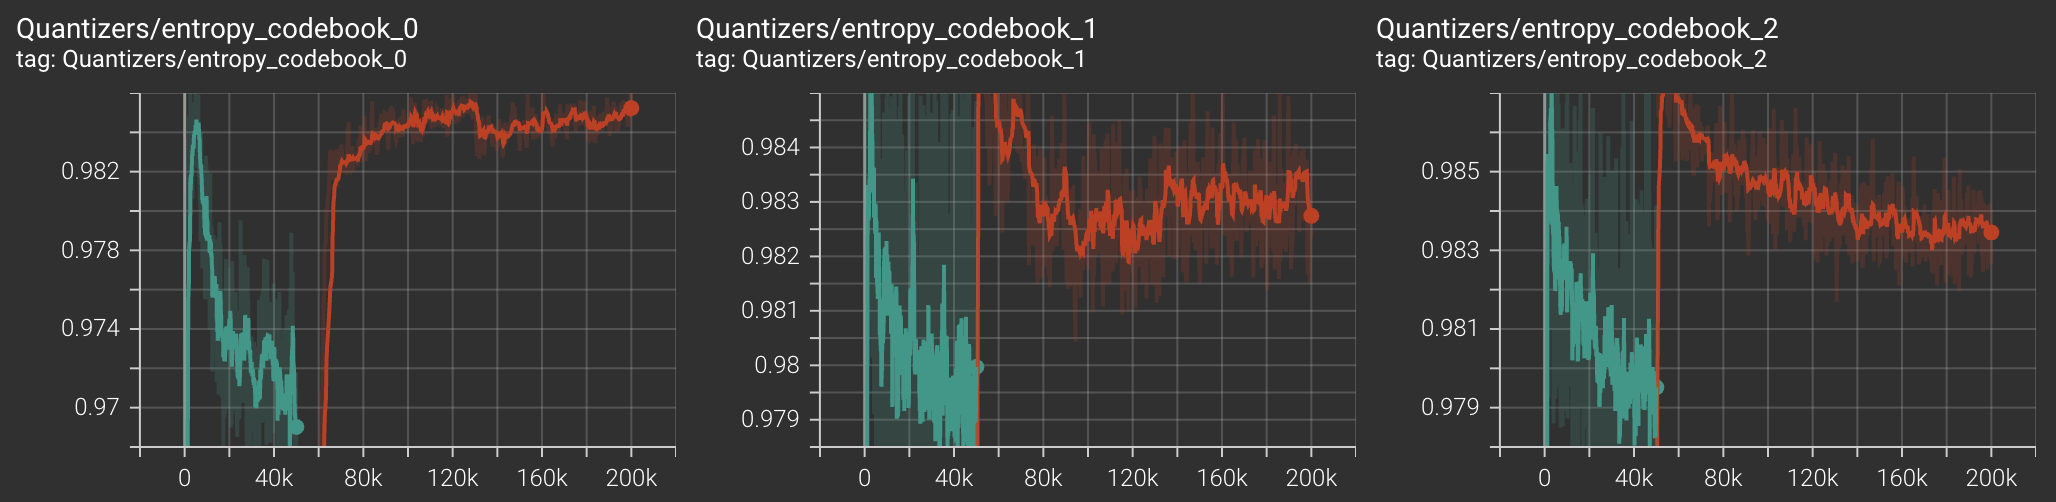 Quantizers/entropy_codebook_0
tag: Quantizers/entropy_codebook_0
0.982
0.978
0.974
0.97
0 40k 80k 120k 160k 200k
Quantizers/entropy_codebook_1
tag: Quantizers/entropy_codebook_1
0.984
0.983
0.982
0.981
0.98
0.979
0 40k 80k 120k 160k 200k
Quantizers/entropy_codebook_2
tag: Quantizers/entropy_codebook_2
0.985
0.983
0.981
0.979
0 40k 80k 120k 160k 200k